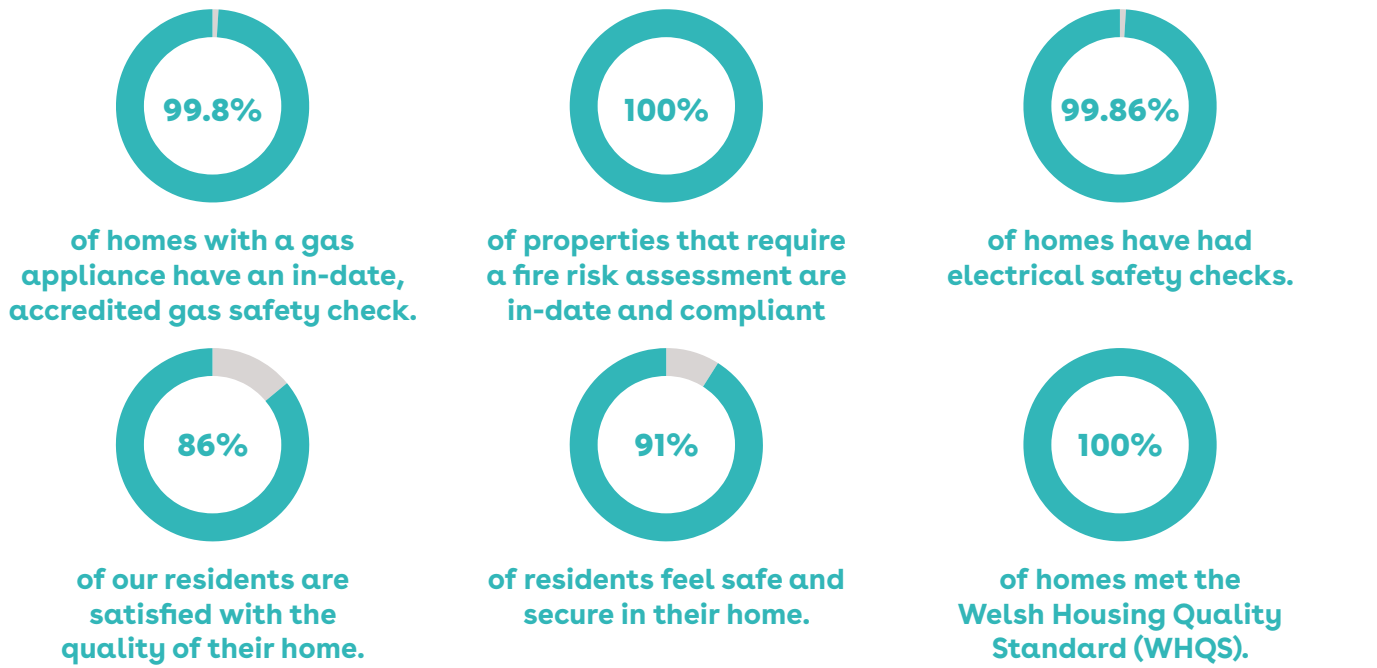 99.8%
of homes with a gas
appliance have an in-date,
accredited gas safety check.
100%
of properties that require
a fire risk assessment are
in-date and compliant
99.86%
of homes have had
electrical safety checks.
86%
of our residents are
satisfied with the
quality of their home.
91%
of residents feel safe and
secure in their home.
100%
of homes met the
Welsh Housing Quality
Standard (WHQS).